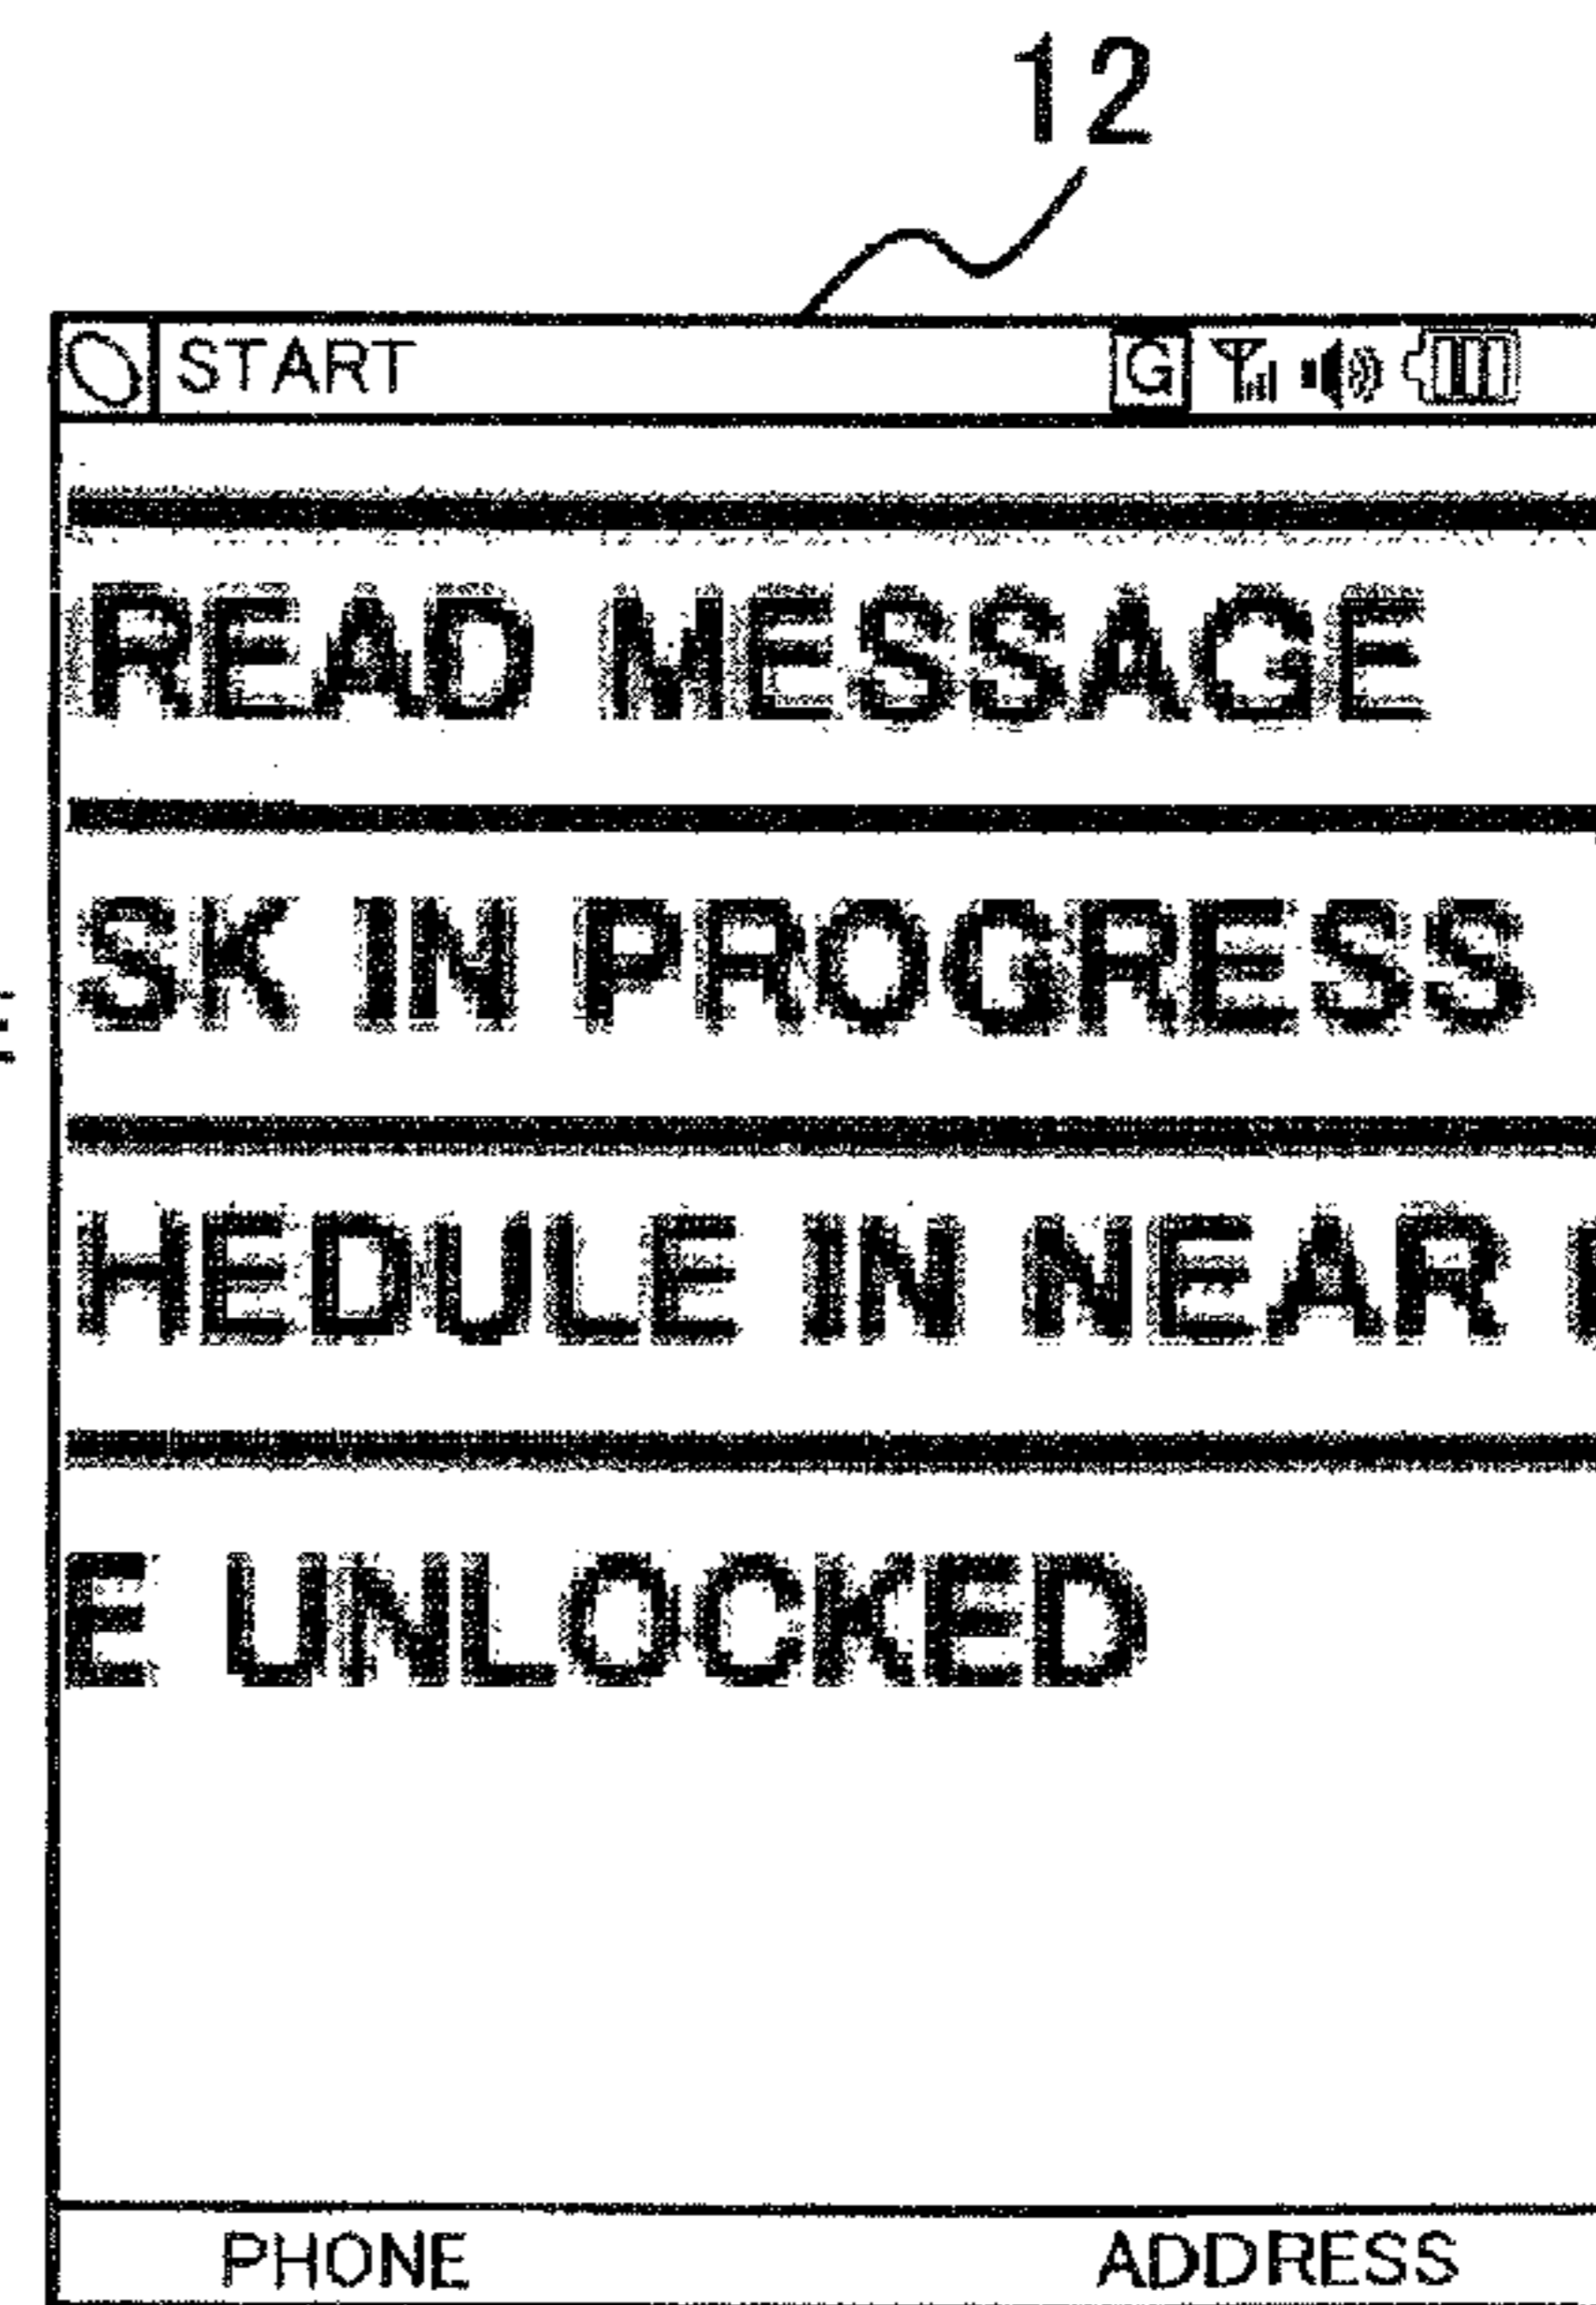 12
START G
READ MESSAGE
SK IN PROGRESS
HEDULE IN NEAR
E UNLOCKED
PHONE ADDRESS